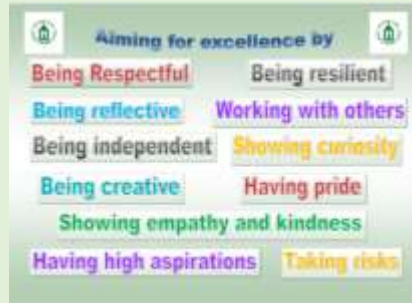 Aiming for excellence by
Being Respectful Being resilient
Being reflective Working with others
Being independent Showing curiosity
Being creative Having pride
Showing empathy and kindness
Having high aspirations Taking risks